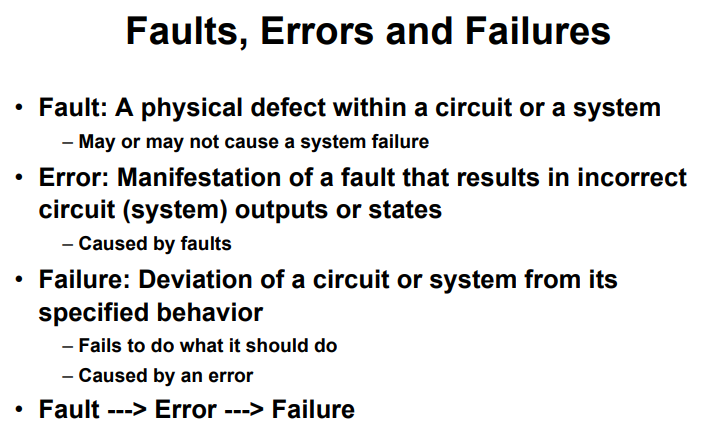 Faults, Errors and Failures
• Fault: A physical defect within a circuit or a system
– May or may not cause a system failure
• Error: Manifestation of a fault that results in incorrect
circuit (system) outputs or states
– Caused by faults
• Failure: Deviation of a circuit or system from its
specified behavior
– Fails to do what it should do
– Caused by an error
• Fault ---> Error ---> Failure